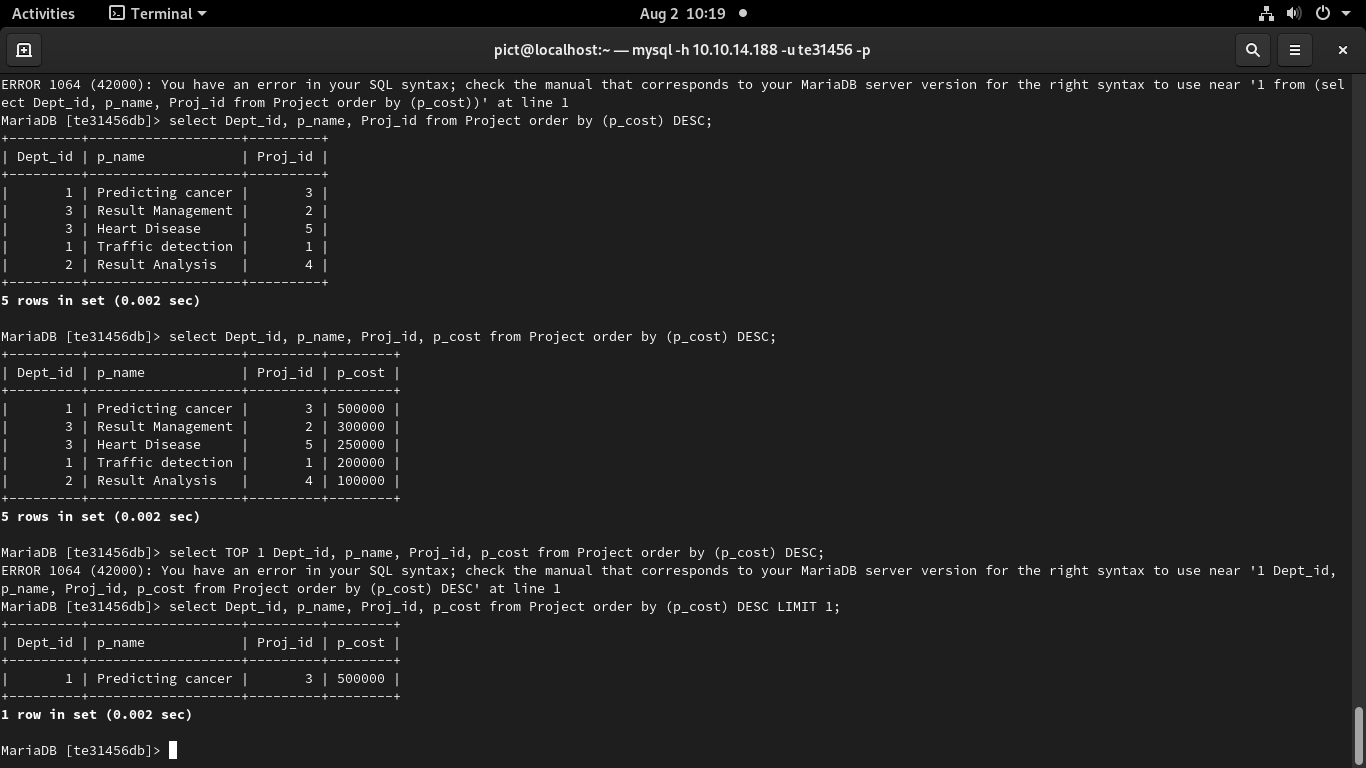 Activities Terminal Aug 2 10:19
pict@localhost:~ — mysql -h 10.10.14.188 -u te31456 -p
ERROR 1064 (42000): You have an error in your SQL syntax; check the manual that corresponds to your MariaDB server version for the right syntax to use near '1 from (sel
ect Dept_id, p_name, Proj_id from Project order by (p_cost))' at line 1
MariaDB [te31456db]> select Dept_id, p_name, Proj_id from Project order by (p_cost) DESC;
+---------+-------------------+---------+
| Dept_id | p_name            | Proj_id |
+---------+-------------------+---------+
|       1 | Predicting cancer |       3 |
|       3 | Result Management |       2 |
|       3 | Heart Disease     |       5 |
|       1 | Traffic detection |       1 |
|       2 | Result Analysis   |       4 |
+---------+-------------------+---------+
5 rows in set (0.002 sec)
MariaDB [te31456db]> select Dept_id, p_name, Proj_id, p_cost from Project order by (p_cost) DESC;
+---------+-------------------+---------+--------+
| Dept_id | p_name            | Proj_id | p_cost |
+---------+-------------------+---------+--------+
|       1 | Predicting cancer |       3 | 500000 |
|       3 | Result Management |       2 | 300000 |
|       3 | Heart Disease     |       5 | 250000 |
|       1 | Traffic detection |       1 | 200000 |
|       2 | Result Analysis   |       4 | 100000 |
+---------+-------------------+---------+--------+
5 rows in set (0.002 sec)
MariaDB [te31456db]> select TOP 1 Dept_id, p_name, Proj_id, p_cost from Project order by (p_cost) DESC;
ERROR 1064 (42000): You have an error in your SQL syntax; check the manual that corresponds to your MariaDB server version for the right syntax to use near '1 Dept_id,
p_name, Proj_id, p_cost from Project order by (p_cost) DESC' at line 1
MariaDB [te31456db]> select Dept_id, p_name, Proj_id, p_cost from Project order by (p_cost) DESC LIMIT 1;
+---------+-------------------+---------+--------+
| Dept_id | p_name            | Proj_id | p_cost |
+---------+-------------------+---------+--------+
|       1 | Predicting cancer |       3 | 500000 |
+---------+-------------------+---------+--------+
1 row in set (0.002 sec)
MariaDB [te31456db]>